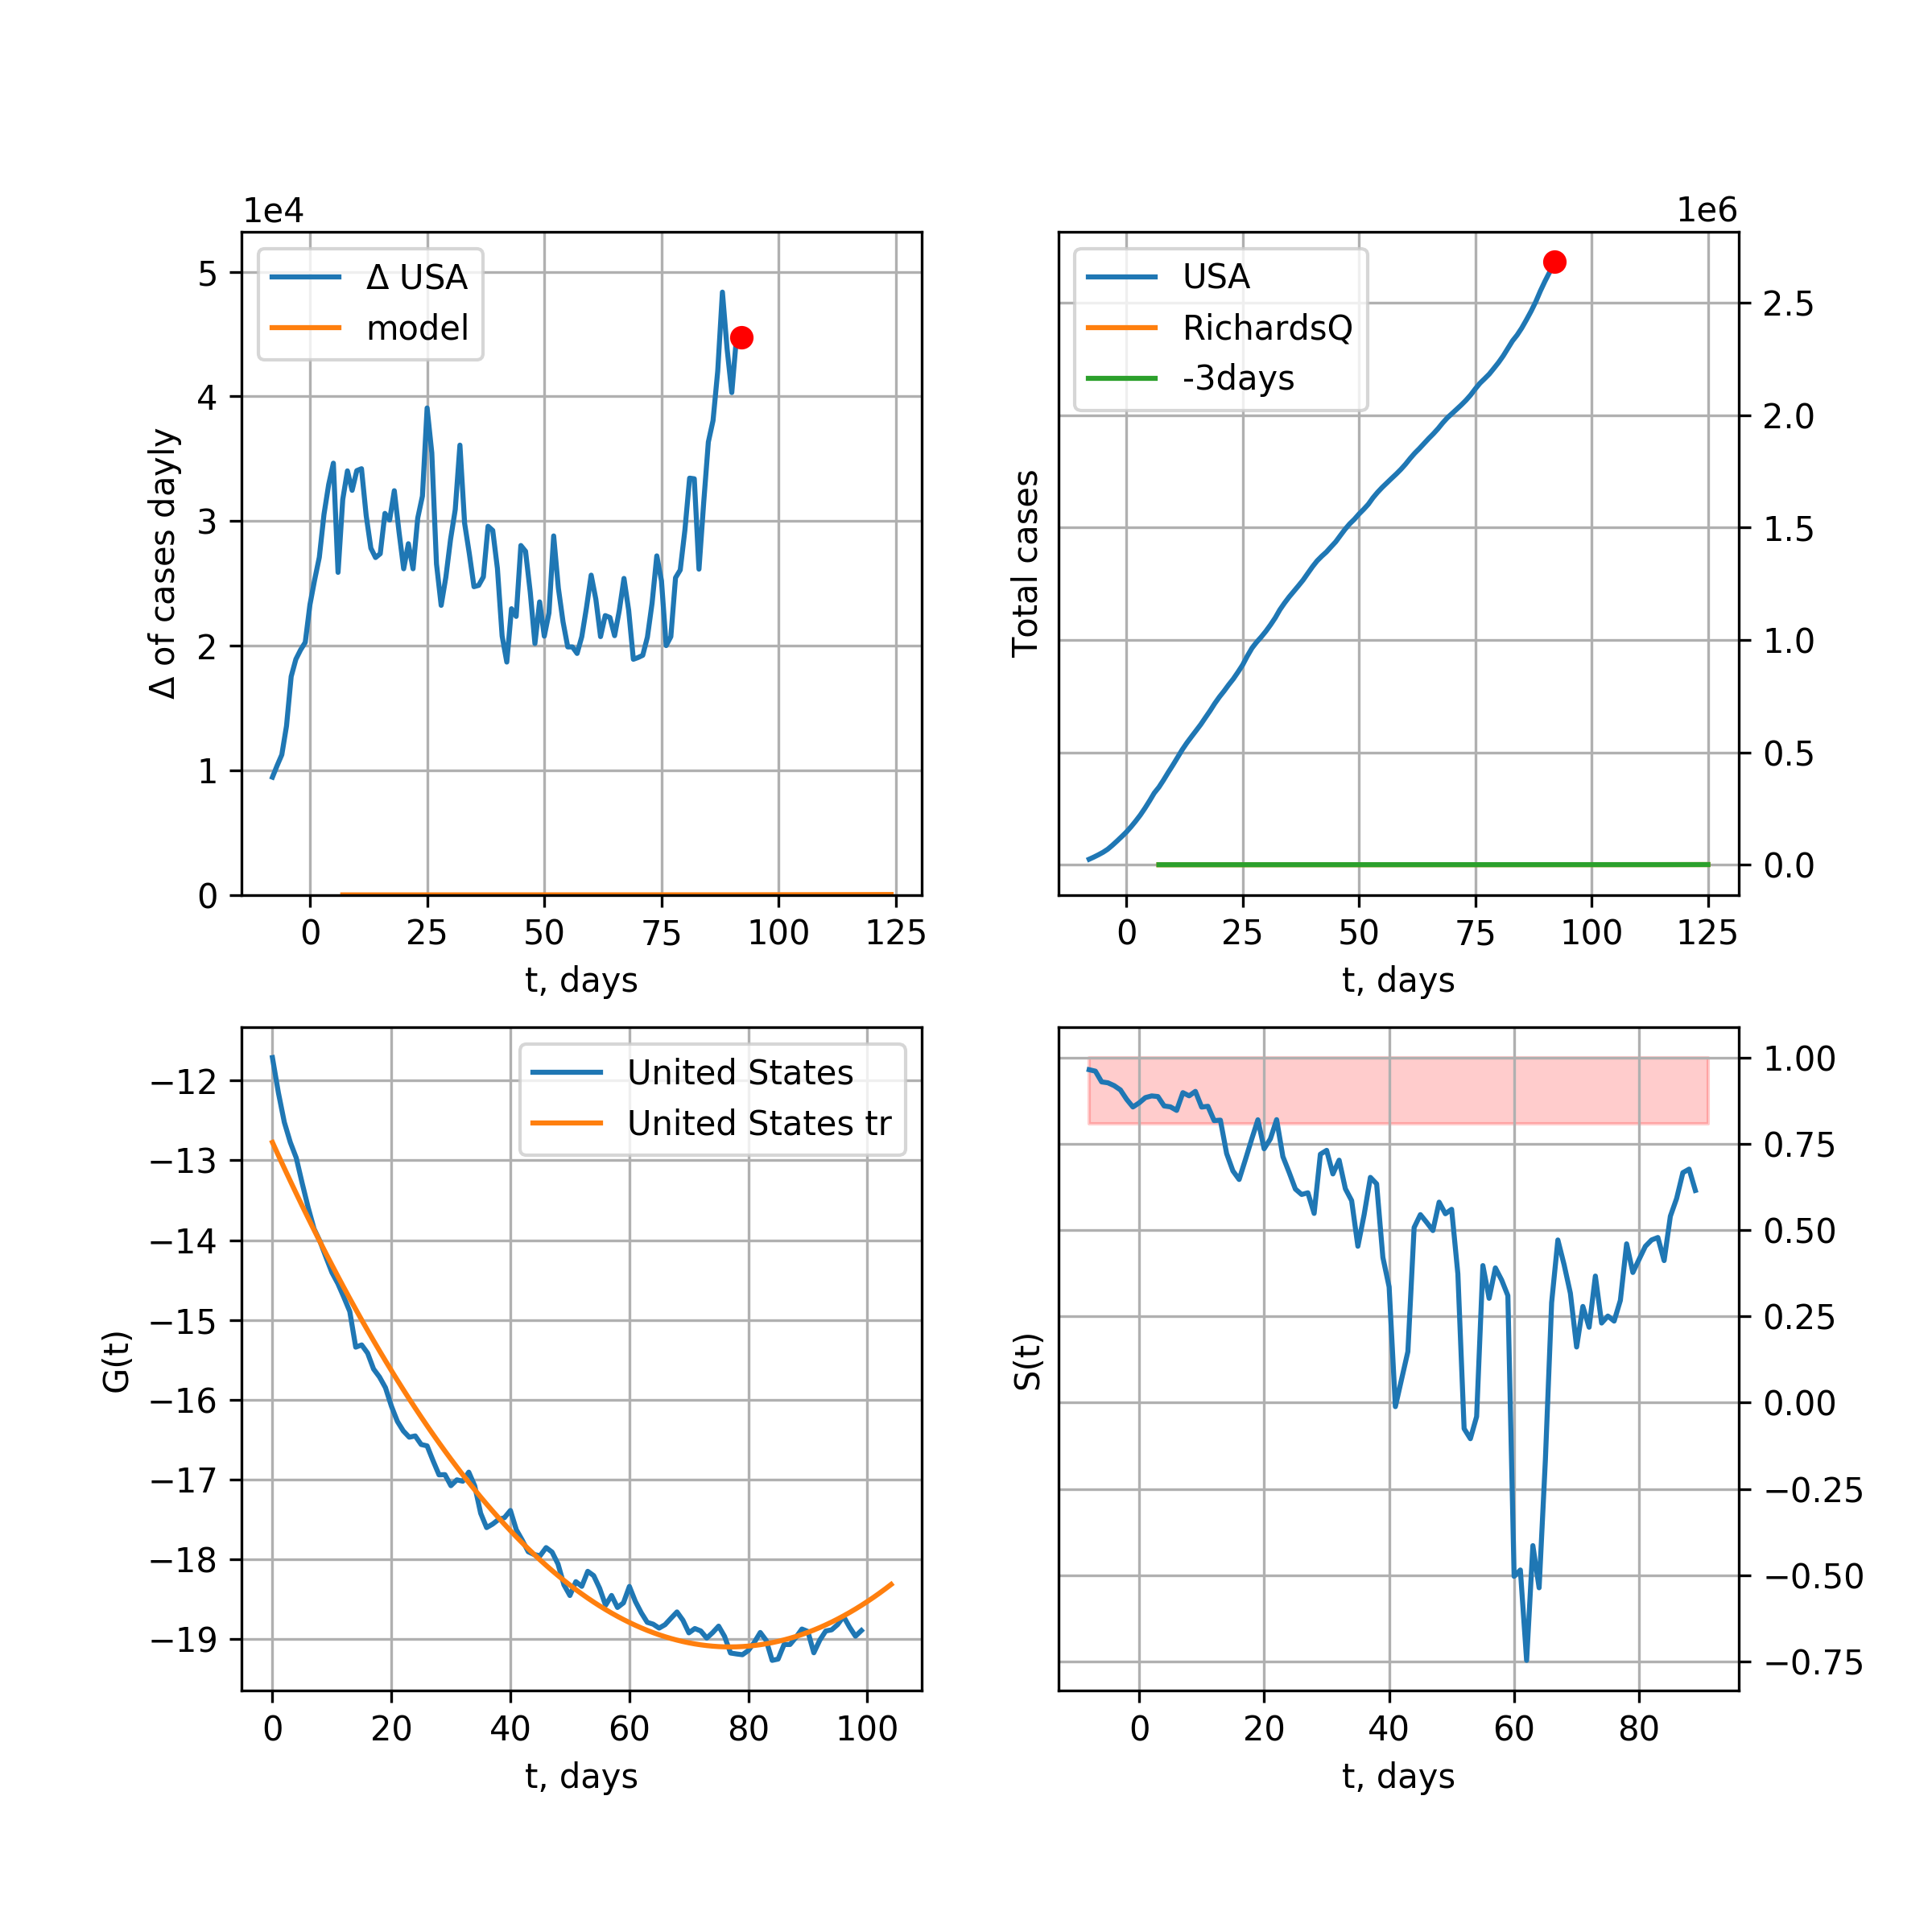 1e4
Δ USA
model
5
4
3
2
1
0
Δ of cases dayly
0 25 50 75 100 125
t, days
1e6
USA
RichardsQ
-3days
2.5
2.0
1.5
1.0
0.5
0.0
Total cases
0 25 50 75 100 125
t, days
United States
United States tr
−12
−13
−14
−15
−16
−17
−18
−19
G(t)
0 20 40 60 80 100
t, days
1.00
0.75
0.50
0.25
0.00
−0.25
−0.50
−0.75
S(t)
0 20 40 60 80
t, days